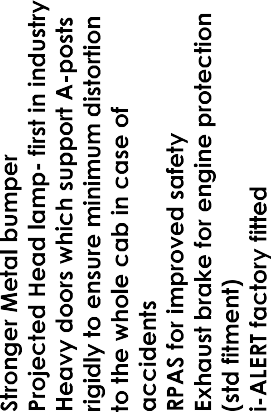 Stronger Metal bumper
Projected Head lamp- first in industry
Heavy doors which support A-posts
rigidly to ensure minimum distortion
to the whole cab in case of
accidents
RPAS for improved safety
Exhaust brake for engine protection
(std fitment)
i-ALERT factory fitted